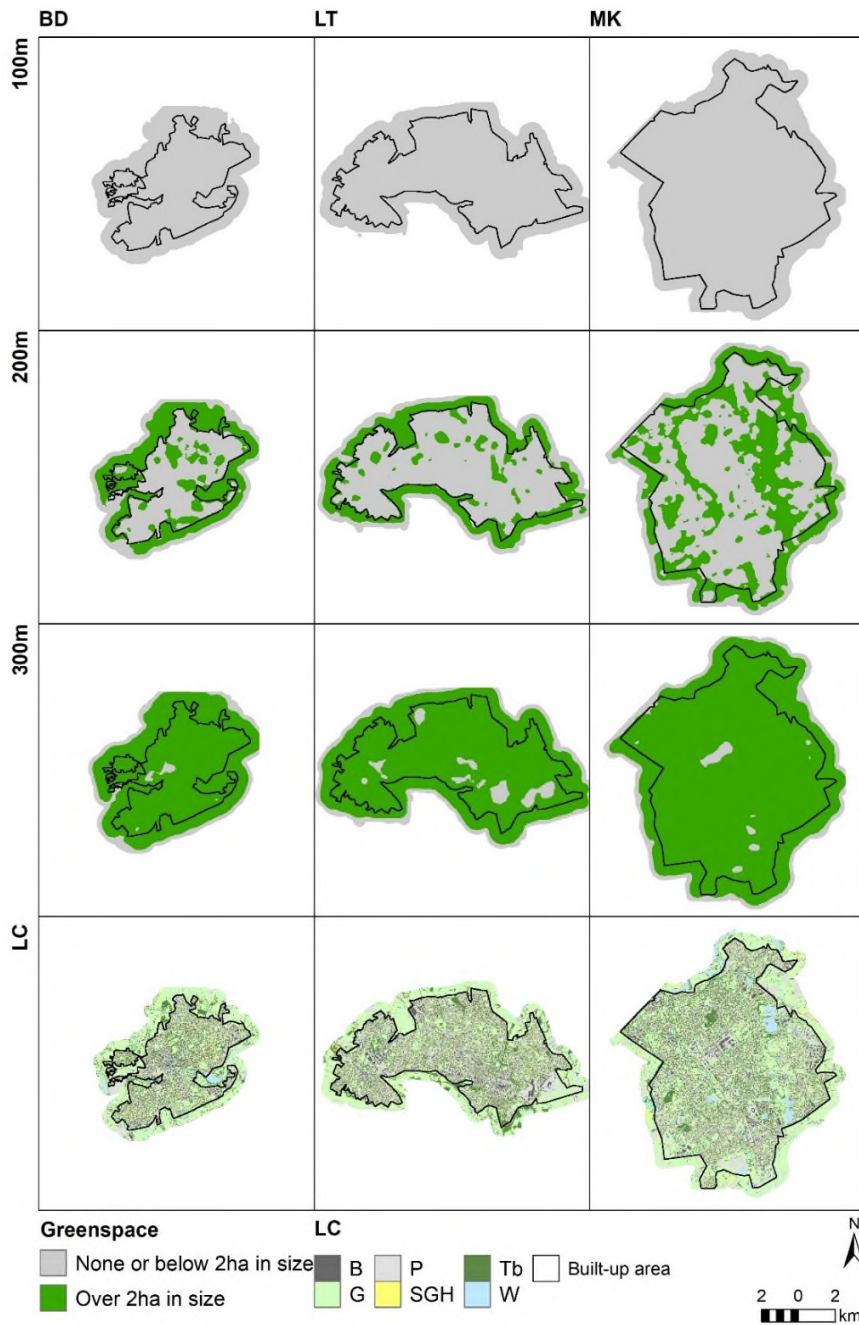 BD LT MK
100m
200m
300m
LC
Greenspace
None or below 2ha in size
Over 2ha in size
LC
B P Tb Built-up area
G SGH W
N
2 0 2
km